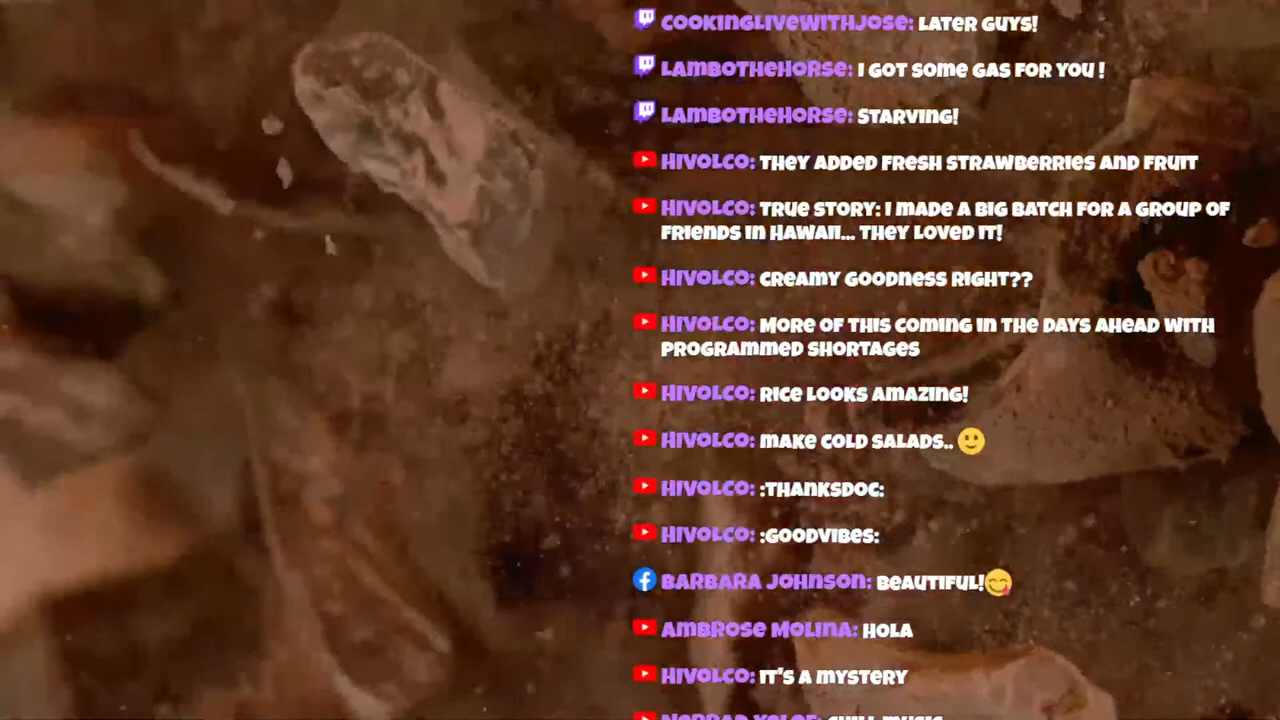 CookingLiveWithJose: Later guys!
LamboTheHorse: I got some gas for you !
LamboTheHorse: Starving!
HiVolco: They added fresh strawberries and fruit
HiVolco: True story: I made a big batch for a group of
friends in Hawaii... They loved it!
HiVolco: Creamy goodness right??
HiVolco: More of this coming in the days ahead with
programmed shortages
HiVolco: Rice looks amazing!
HiVolco: Make cold salads.. 🙂
HiVolco: :thanksdoc:
HiVolco: :goodvibes:
Barbara Johnson: Beautiful!😋
Ambrose Molina: Hola
HiVolco: It's a mystery